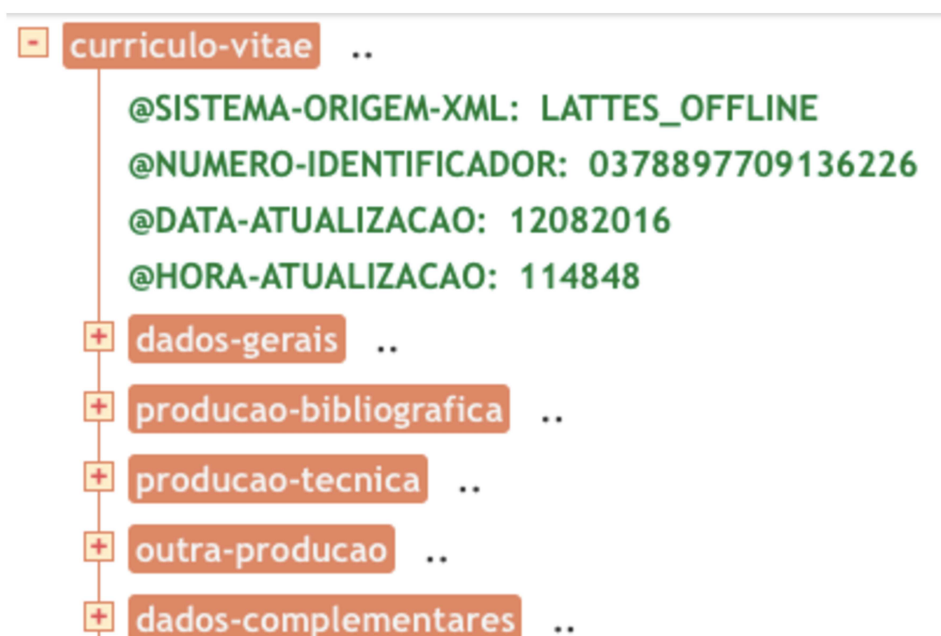 - curriculo-vitae ..
@SISTEMA-ORIGEM-XML: LATTES_OFFLINE
@NUMERO-IDENTIFICADOR: 0378897709136226
@DATA-ATUALIZACAO: 12082016
@HORA-ATUALIZACAO: 114848
+ dados-gerais ..
+ producao-bibliografica ..
+ producao-tecnica ..
+ outra-producao ..
+ dados-complementares ..